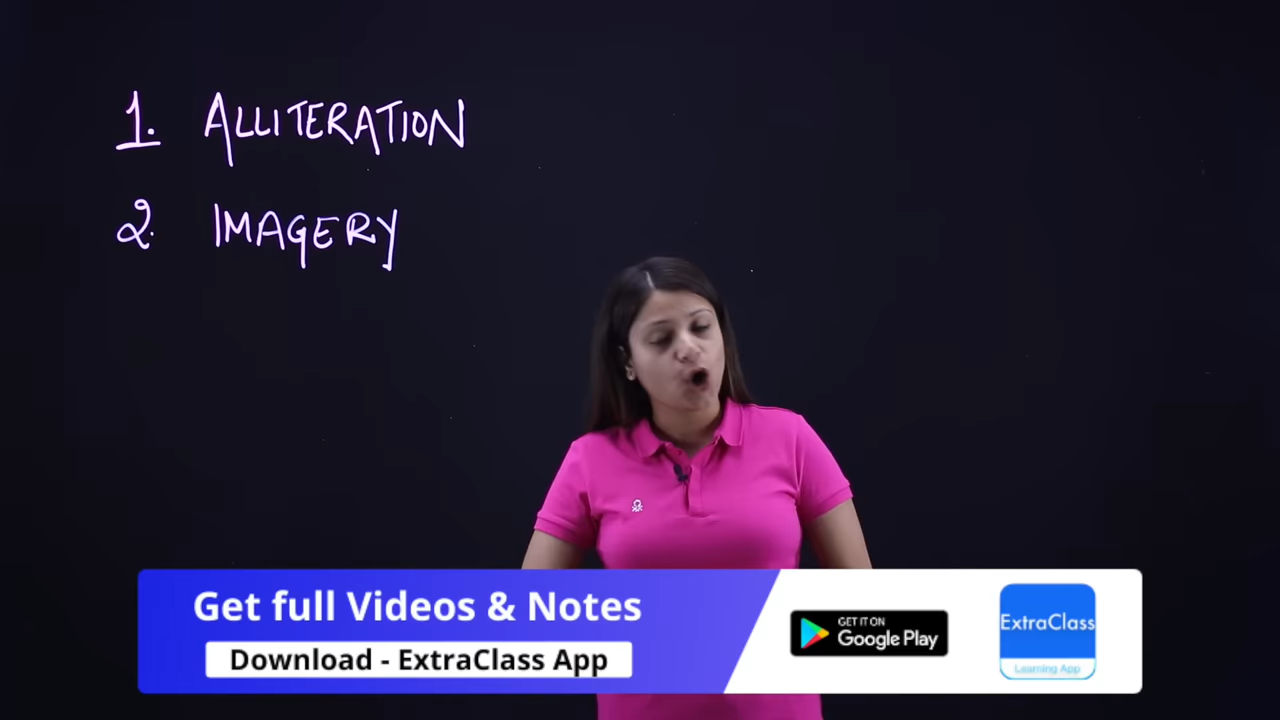 1. ALLITERATION
2. IMAGERY
Get full Videos & Notes
Download - ExtraClass App
GET IT ON
Google Play
ExtraClass
Learning App